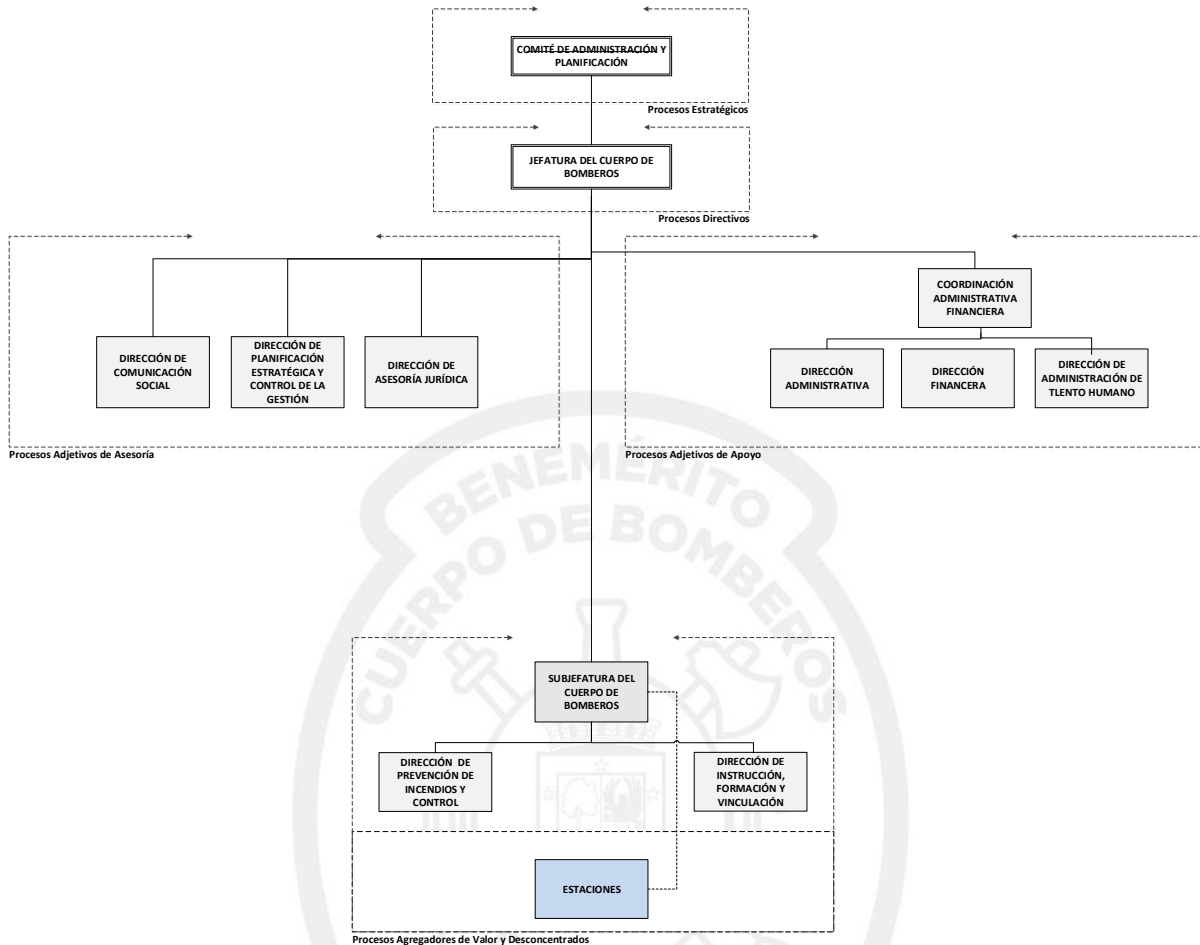 COMITÉ DE ADMINISTRACIÓN Y
PLANIFICACIÓN
Procesos Estratégicos
JEFATURA DEL CUERPO DE
BOMBEROS
Procesos Directivos
COORDINACIÓN
ADMINISTRATIVA
FINANCIERA
DIRECCIÓN DE
COMUNICACIÓN
SOCIAL
DIRECCIÓN DE
PLANIFICACIÓN
ESTRATÉGICA Y
CONTROL DE LA
GESTIÓN
DIRECCIÓN DE
ASESORÍA JURÍDICA
DIRECCIÓN
ADMINISTRATIVA
DIRECCIÓN
FINANCERA
DIRECCIÓN DE
ADMINISTRACIÓN DE
TLENTO HUMANO
Procesos Adjetivos de Asesoría
Procesos Adjetivos de Apoyo
BENEMÉRITO
CUERPO DE BOMBEROS
SUBJEFATURA DEL
CUERPO DE
BOMBEROS
DIRECCIÓN DE
PREVENCIÓN DE
INCENDIOS Y
CONTROL
DIRECCIÓN DE
INSTRUCCIÓN,
FORMACIÓN Y
VINCULACIÓN
ESTACIONES
Procesos Agregadores de Valor y Desconcentrados